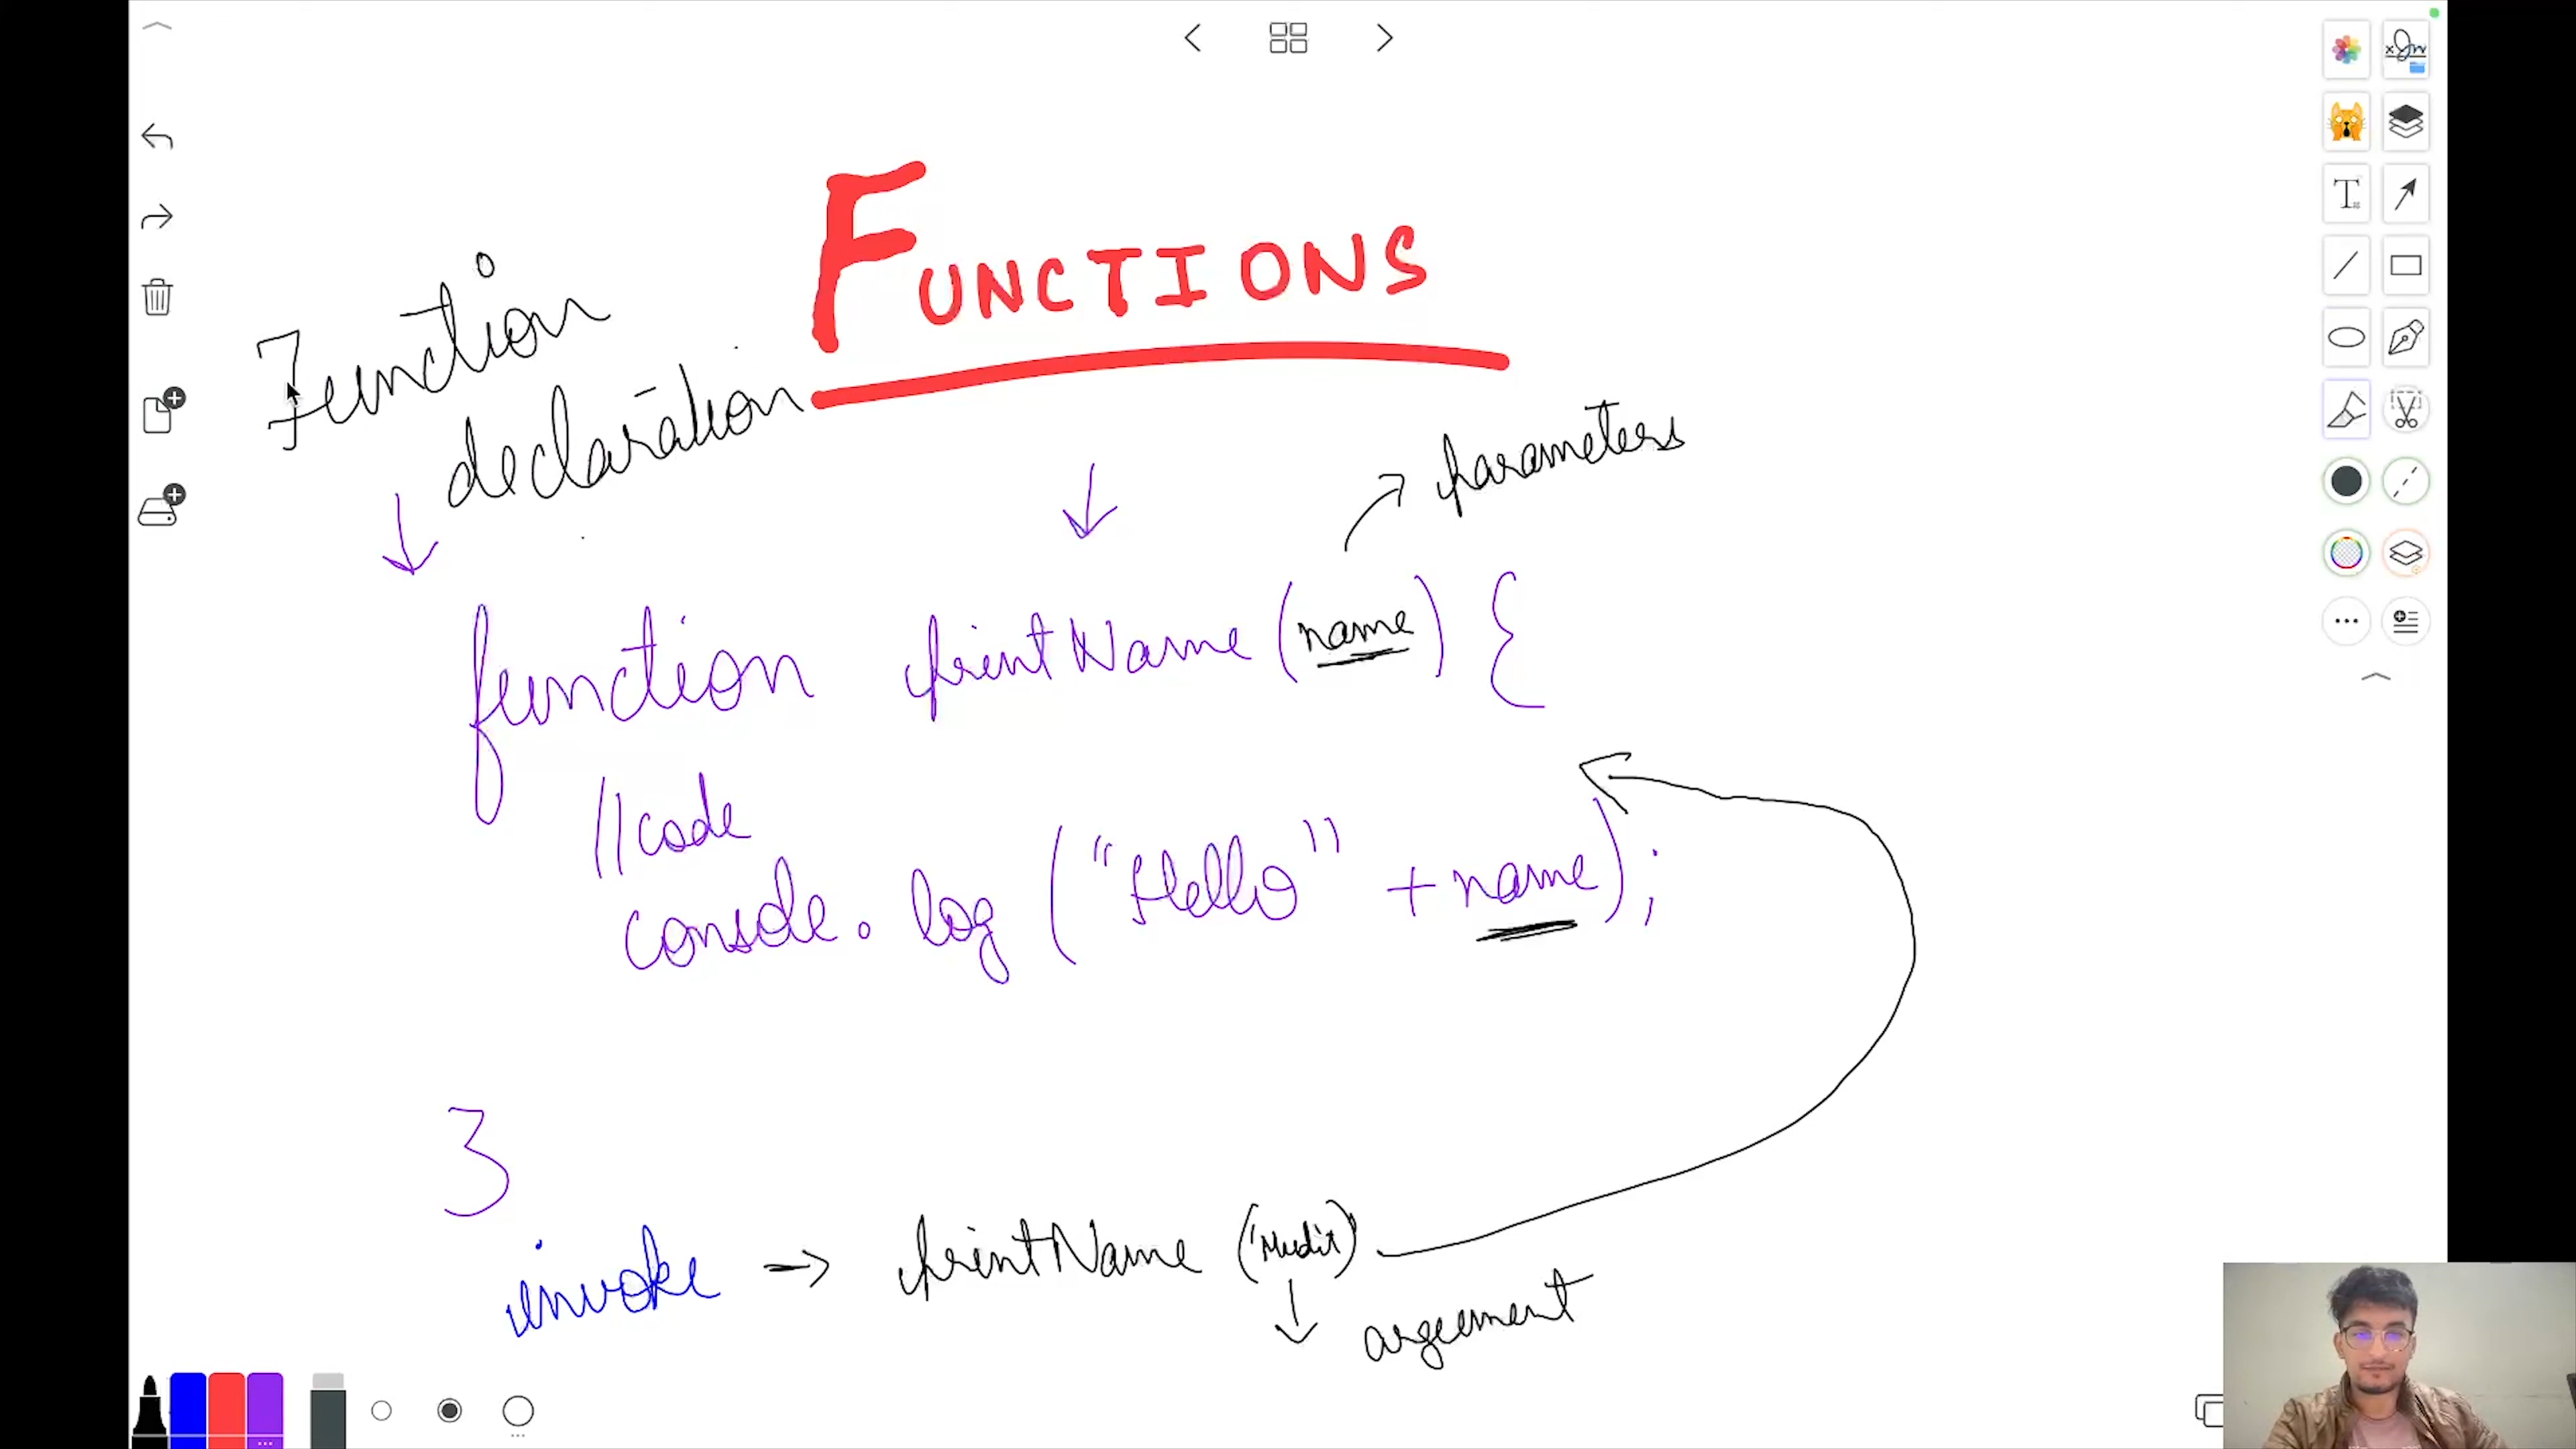 FUNCTIONS
Function
declaration
parameters
function printName (name) {
//code
console.log ("Hello" + name);
}
invoke → printName ('Mudit')
argument